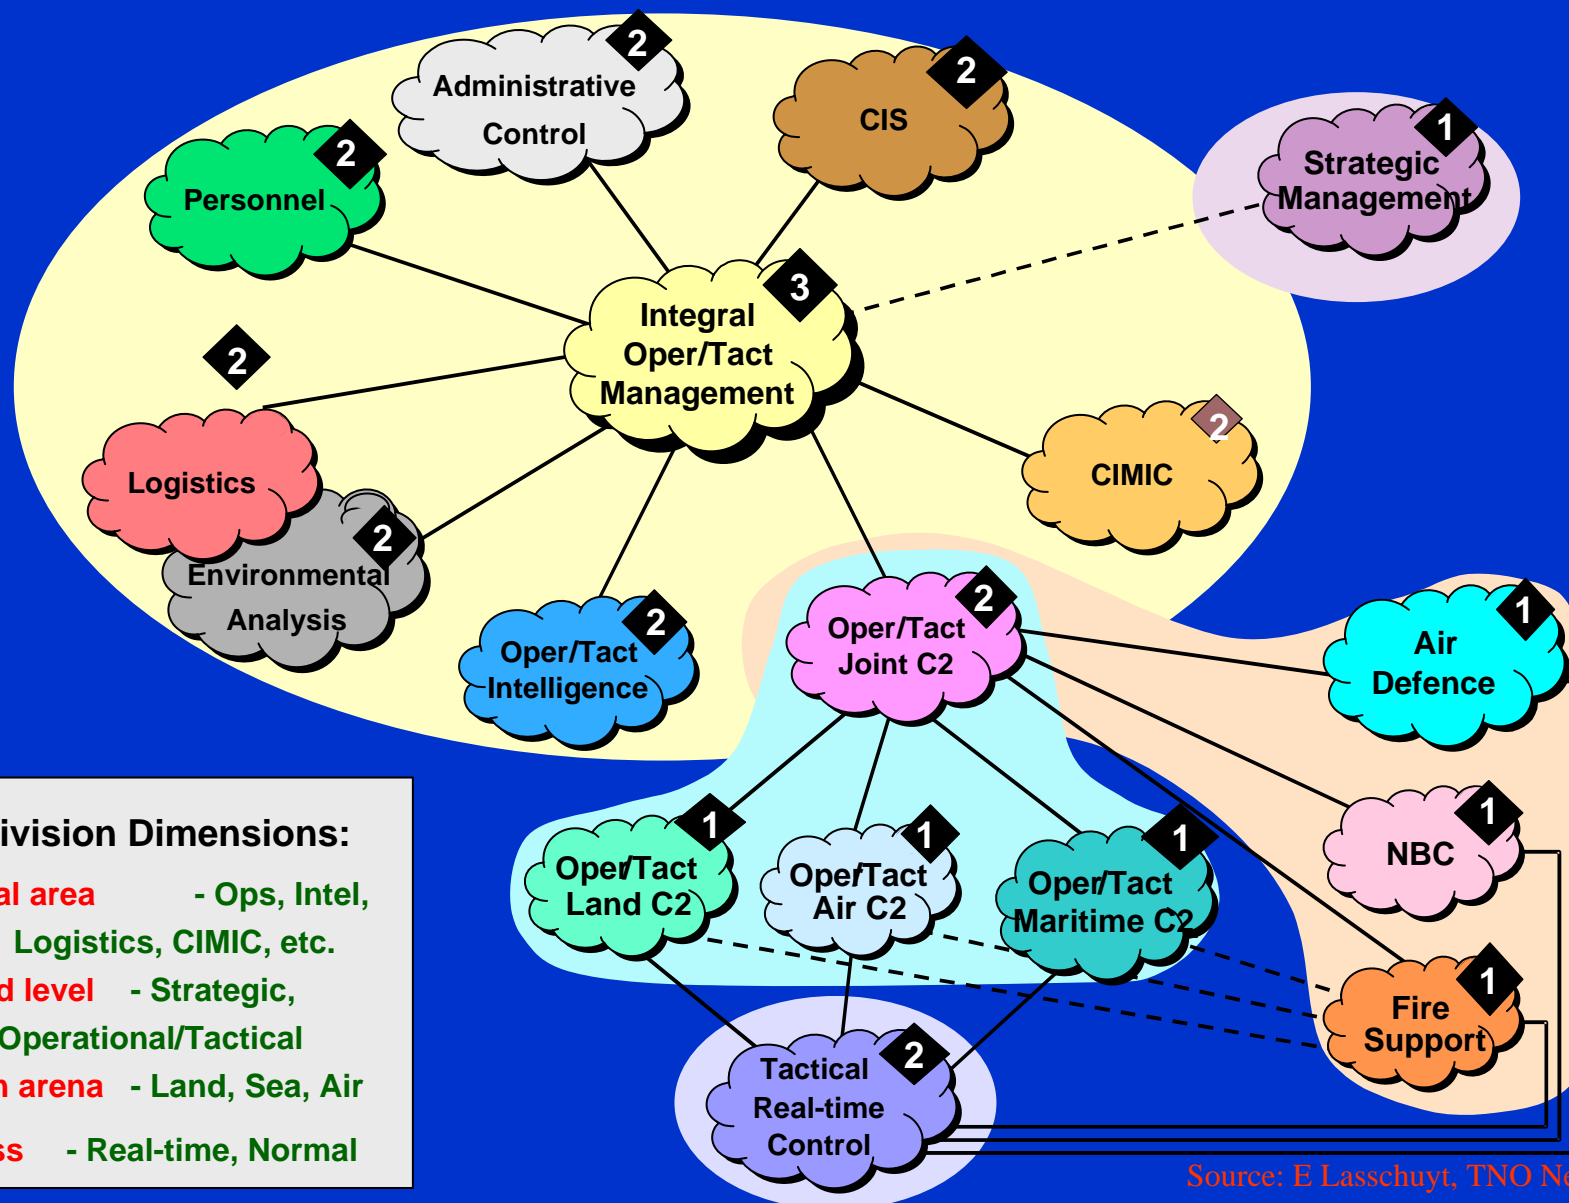 2
Administrative
Control
2
CIS
2
Personnel
1
Strategic
Management
3
Integral
Oper/Tact
Management
2
Logistics
2
Environmental
Analysis
2
CIMIC
2
Oper/Tact
Intelligence
2
Oper/Tact
Joint C2
1
Air
Defence
1
Oper/Tact
Land C2
1
Oper/Tact
Air C2
1
Oper/Tact
Maritime C2
1
NBC
1
Fire
Support
2
Tactical
Real-time
Control
ivision Dimensions:
al area - Ops, Intel,
Logistics, CIMIC, etc.
d level - Strategic,
Operational/Tactical
n arena - Land, Sea, Air
ss - Real-time, Normal
Source: E Lasschuyt, TNO Ne